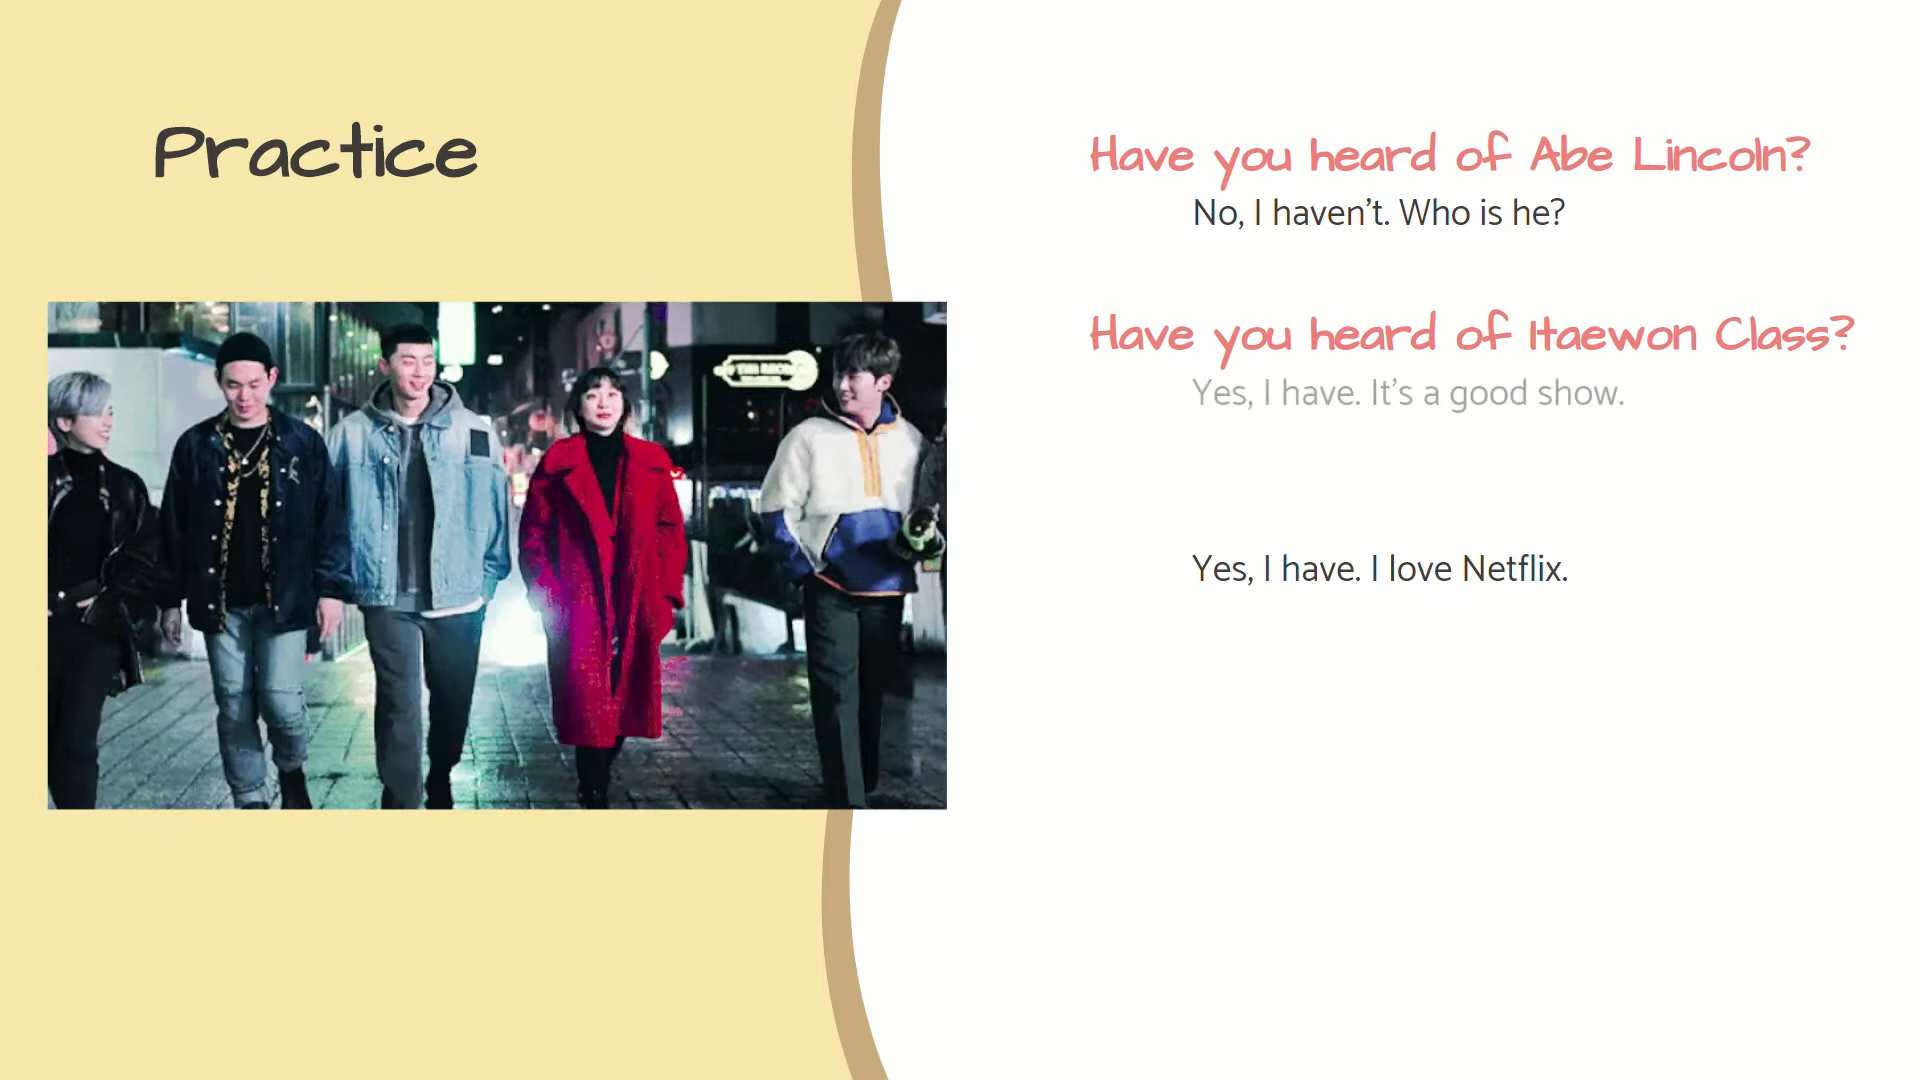 Practice
Have you heard of Abe Lincoln?
No, I haven't. Who is he?
Have you heard of Itaewon Class?
Yes, I have. It's a good show.
Yes, I have. I love Netflix.